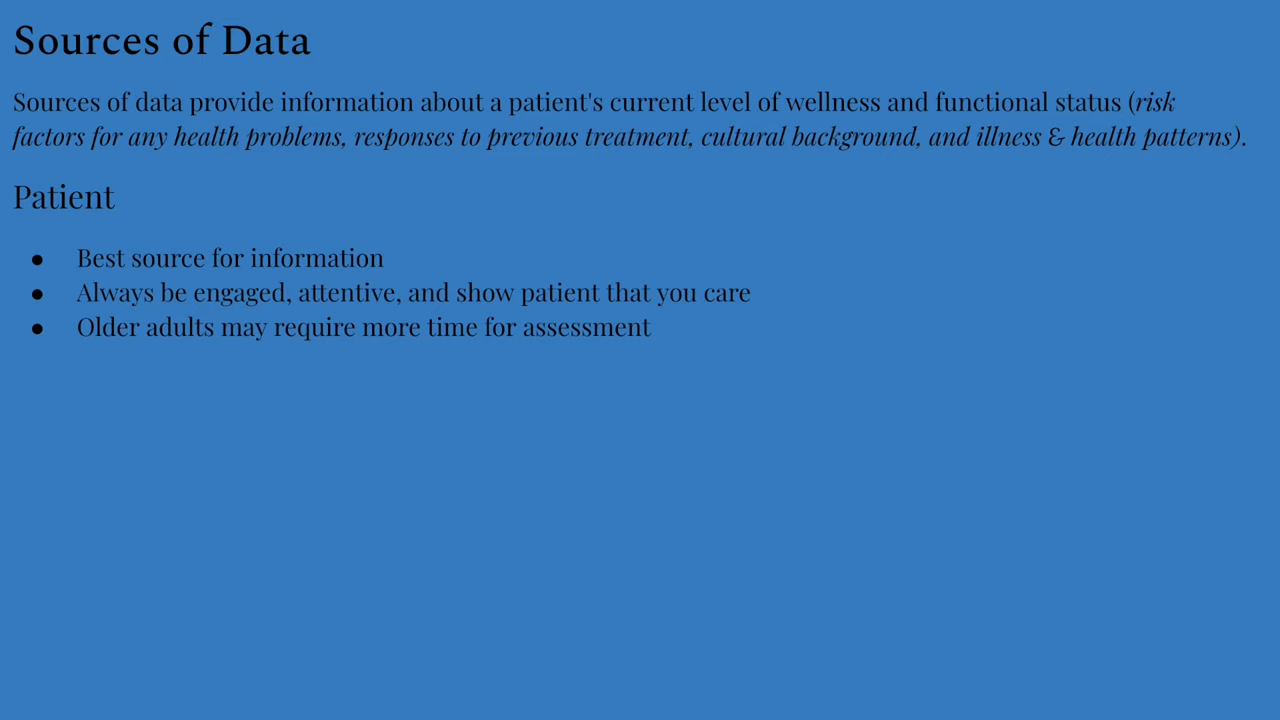 Sources of Data
Sources of data provide information about a patient's current level of wellness and functional status (risk
factors for any health problems, responses to previous treatment, cultural background, and illness & health patterns).
Patient
● Best source for information
● Always be engaged, attentive, and show patient that you care
● Older adults may require more time for assessment